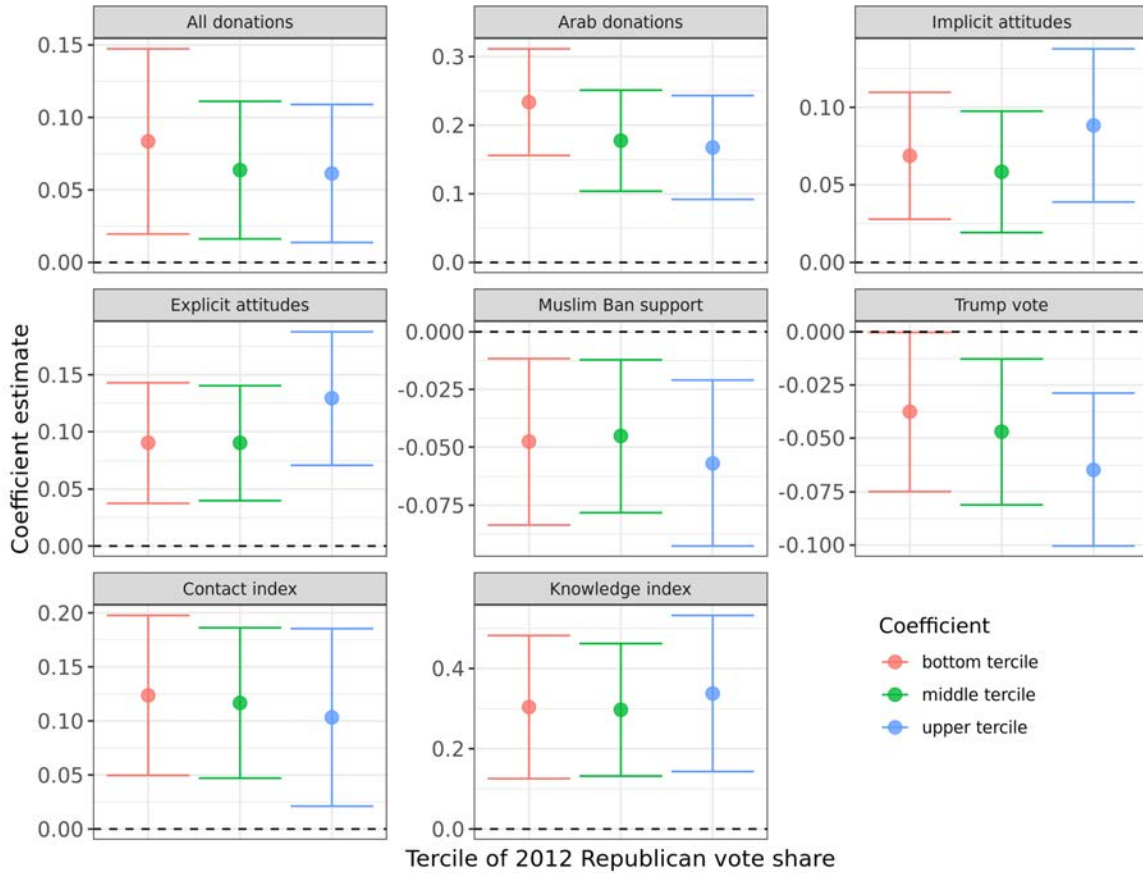 All donations
Arab donations
Implicit attitudes
0.15
0.10
0.05
0.00
0.3
0.2
0.1
0.0
0.10
0.05
0.00
Explicit attitudes
Muslim Ban support
Trump vote
0.15
0.10
0.05
0.00
0.000
-0.025
-0.050
-0.075
0.000
-0.025
-0.050
-0.075
-0.100
Coefficient estimate
Contact index
Knowledge index
0.20
0.15
0.10
0.05
0.00
0.4
0.2
0.0
Coefficient
bottom tercile
middle tercile
upper tercile
Tercile of 2012 Republican vote share